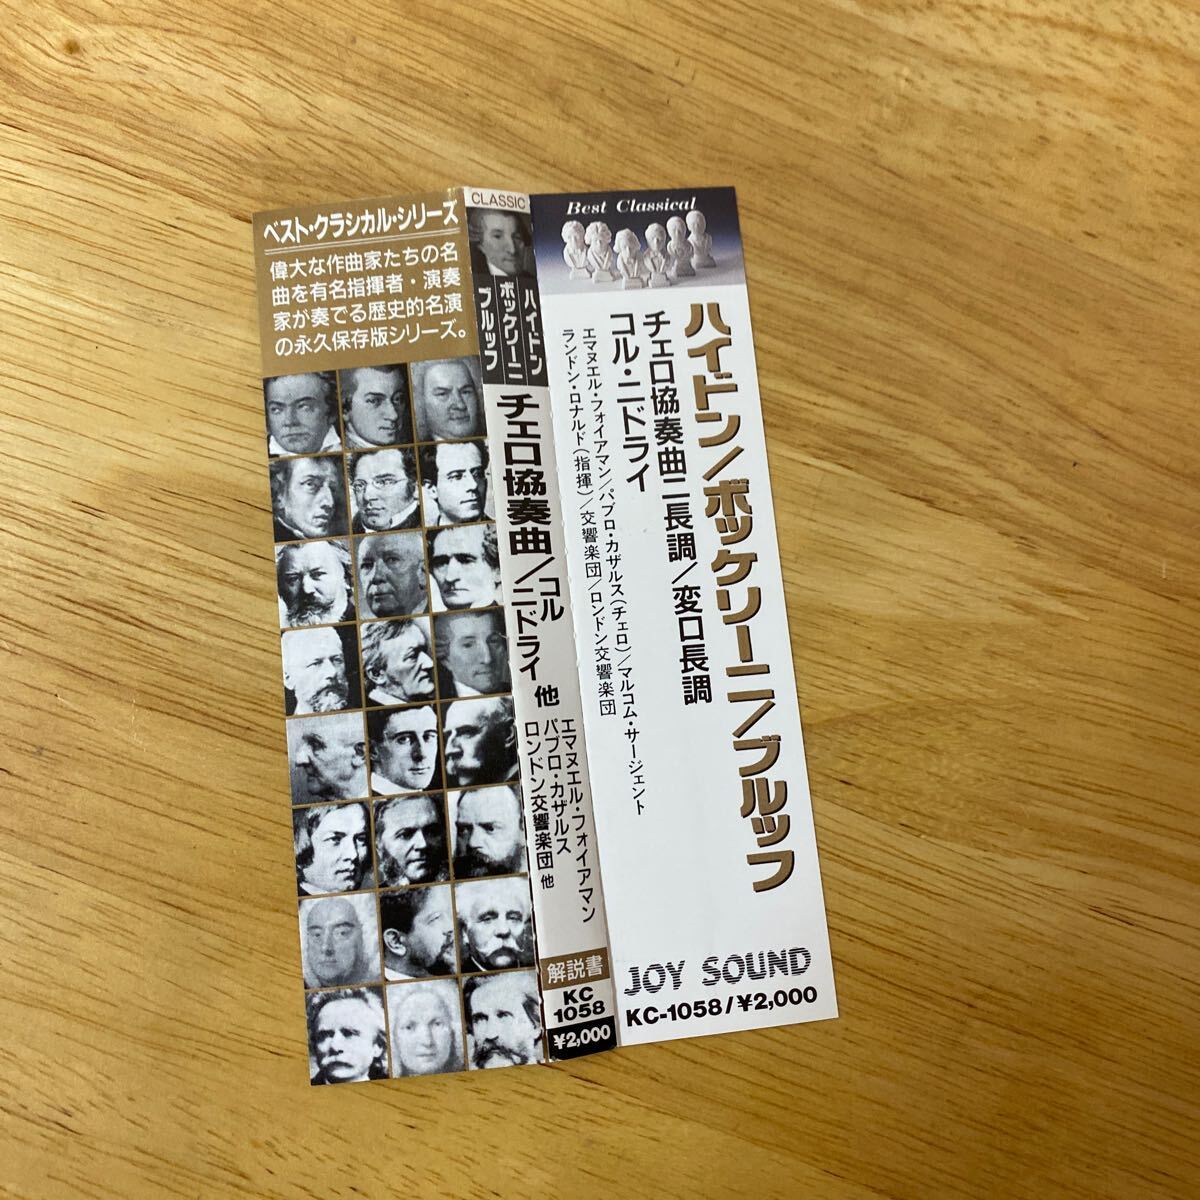 ベスト・クラシカル・シリーズ
偉大な作曲家たちの名
曲を有名指揮者・演奏
家が奏でる歴史的名演
の永久保存版シリーズ。
CLASSIC
ハイドン
ボッケリーニ
ブルッフ
チェロ協奏曲/コル
/ニドライ
他
エマヌエル・フォイアマン
パブロ・カザルス
ロンドン交響楽団 他
解説書
KC
1058
¥2,000
Best Classical
ハイドン/ボッケリーニ/ブルッフ
チェロ協奏曲ニ長調/変ロ長調
コル・ニドライ
エマヌエル・フォイアマン/パブロ・カザルス(チェロ)/マルコム・サージェント
ランドン・ロナルド(指揮)/交響楽団/ロンドン交響楽団
JOY SOUND
KC-1058/¥2,000